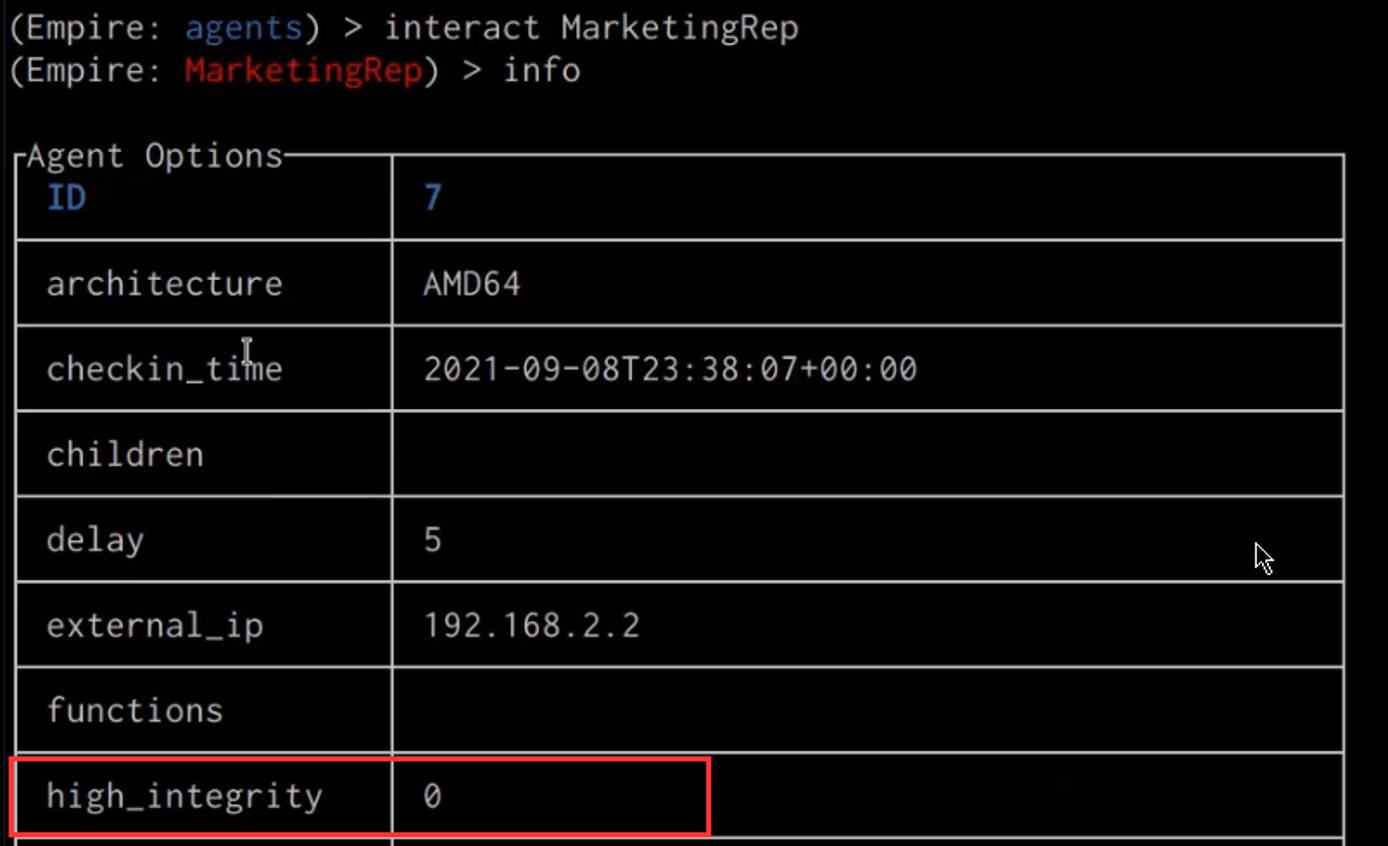 (Empire: agents) > interact MarketingRep
(Empire: MarketingRep) > info
Agent Options
ID 7
architecture AMD64
checkin_time 2021-09-08T23:38:07+00:00
children
delay 5
external_ip 192.168.2.2
functions
high_integrity 0